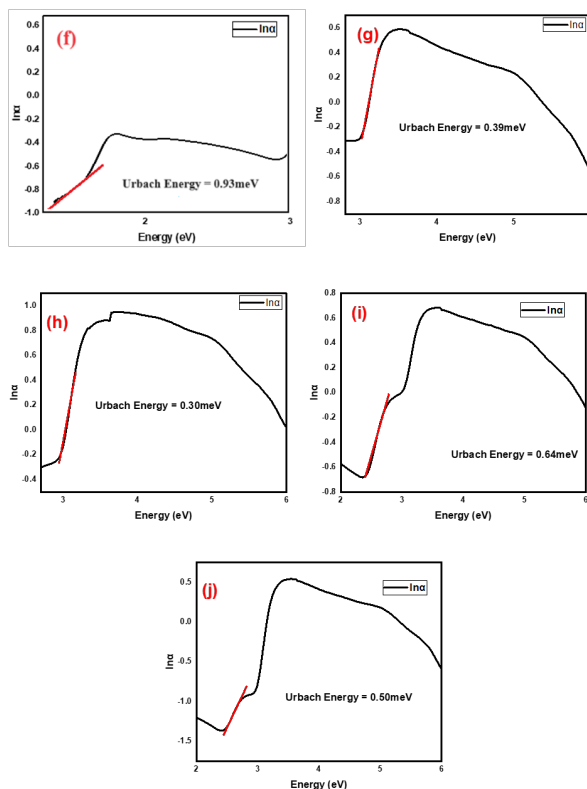 (f)
lnα
0.6
0.4
0.2
0.0
-0.2
-0.4
-0.6
-0.8
-1.0
lnα
Urbach Energy = 0.93meV
2
3
Energy (eV)
(g)
lnα
0.6
0.4
0.2
0.0
-0.2
-0.4
-0.6
-0.8
lnα
Urbach Energy = 0.39meV
3
4
5
Energy (eV)
(h)
lnα
1.0
0.8
0.6
0.4
0.2
0.0
-0.2
-0.4
lnα
Urbach Energy = 0.30meV
3
4
5
6
Energy (eV)
(i)
lnα
0.8
0.6
0.4
0.2
0.0
-0.2
-0.4
-0.6
-0.8
lnα
Urbach Energy = 0.64meV
2
3
4
5
6
Energy (eV)
(j)
lnα
0.5
0.0
-0.5
-1.0
-1.5
lnα
Urbach Energy = 0.50meV
2
3
4
5
6
Energy (eV)